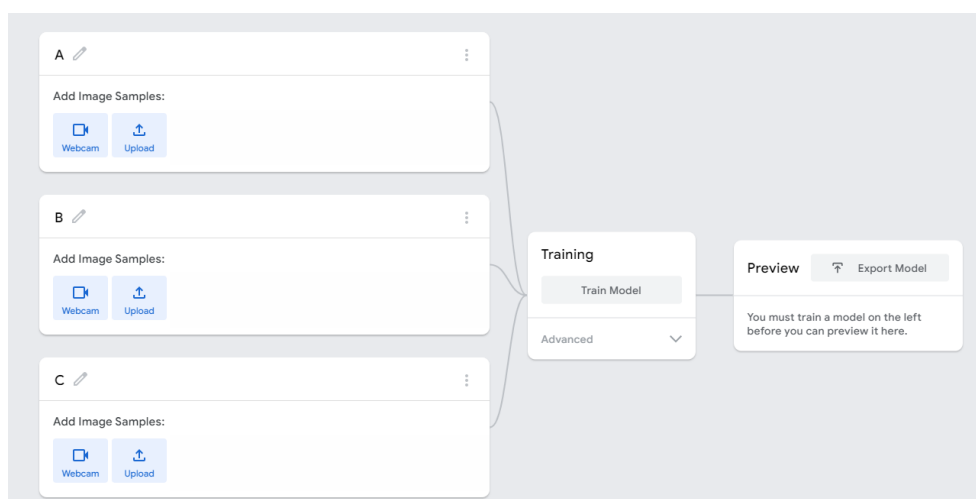 A
Add Image Samples:
Webcam
Upload
B
Add Image Samples:
Webcam
Upload
C
Add Image Samples:
Webcam
Upload
Training
Train Model
Advanced
Preview
Export Model
You must train a model on the left
before you can preview it here.